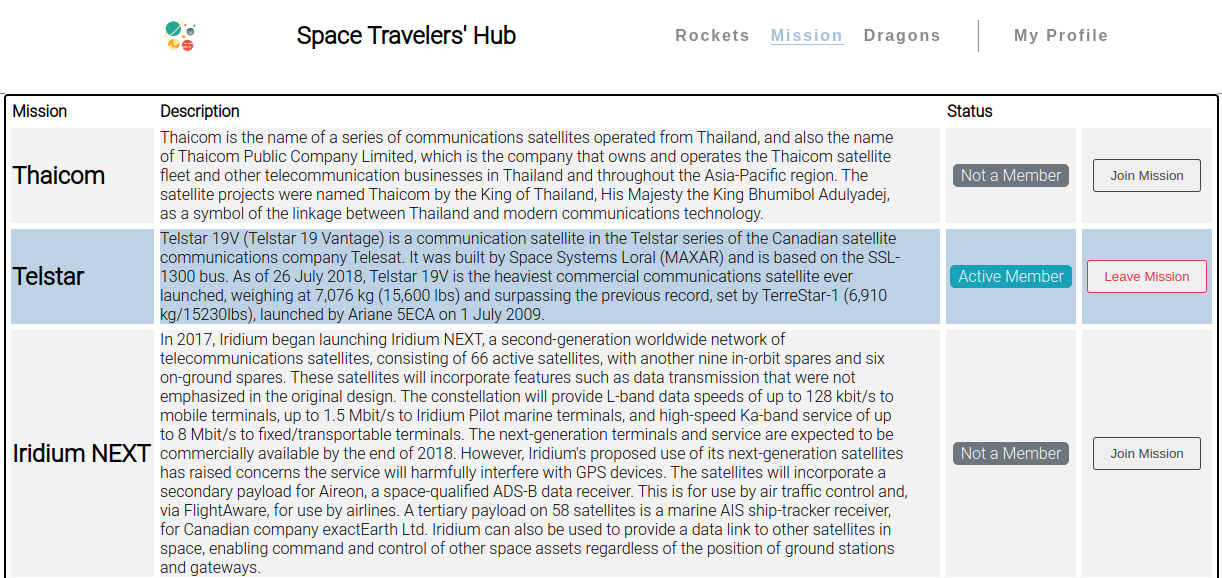 Space Travelers' Hub
Rockets Mission Dragons My Profile
Mission Description Status
Thaicom
Thaicom is the name of a series of communications satellites operated from Thailand, and also the name
of Thaicom Public Company Limited, which is the company that owns and operates the Thaicom satellite
fleet and other telecommunication businesses in Thailand and throughout the Asia-Pacific region. The
satellite projects were named Thaicom by the King of Thailand, His Majesty the King Bhumibol Adulyadej,
as a symbol of the linkage between Thailand and modern communications technology.
Not a Member
Join Mission
Telstar
Telstar 19V (Telstar 19 Vantage) is a communication satellite in the Telstar series of the Canadian satellite
communications company Telesat. It was built by Space Systems Loral (MAXAR) and is based on the SSL-
1300 bus. As of 26 July 2018, Telstar 19V is the heaviest commercial communications satellite ever
launched, weighing at 7,076 kg (15,600 lbs) and surpassing the previous record, set by TerreStar-1 (6,910
kg/15230lbs), launched by Ariane 5ECA on 1 July 2009.
Active Member
Leave Mission
Iridium NEXT
In 2017, Iridium began launching Iridium NEXT, a second-generation worldwide network of
telecommunications satellites, consisting of 66 active satellites, with another nine in-orbit spares and six
on-ground spares. These satellites will incorporate features such as data transmission that were not
emphasized in the original design. The constellation will provide L-band data speeds of up to 128 kbit/s to
mobile terminals, up to 1.5 Mbit/s to Iridium Pilot marine terminals, and high-speed Ka-band service of up
to 8 Mbit/s to fixed/transportable terminals. The next-generation terminals and service are expected to be
commercially available by the end of 2018. However, Iridium's proposed use of its next-generation satellites
has raised concerns the service will harmfully interfere with GPS devices. The satellites will incorporate a
secondary payload for Aireon, a space-qualified ADS-B data receiver. This is for use by air traffic control and,
via FlightAware, for use by airlines. A tertiary payload on 58 satellites is a marine AIS ship-tracker receiver,
for Canadian company exactEarth Ltd. Iridium can also be used to provide a data link to other satellites in
space, enabling command and control of other space assets regardless of the position of ground stations
and gateways.
Not a Member
Join Mission